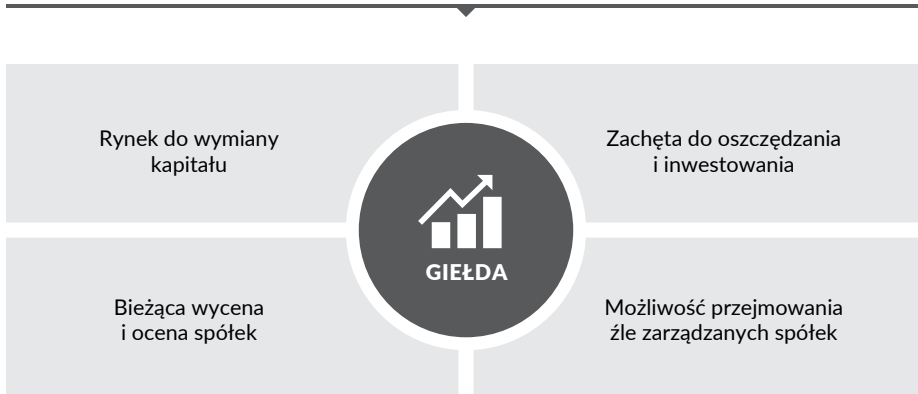 Rynek do wymiany
kapitału
Zachęta do oszczędzania
i inwestowania
GIEŁDA
Bieżąca wycena
i ocena spółek
Możliwość przejmowania
źle zarządzanych spółek